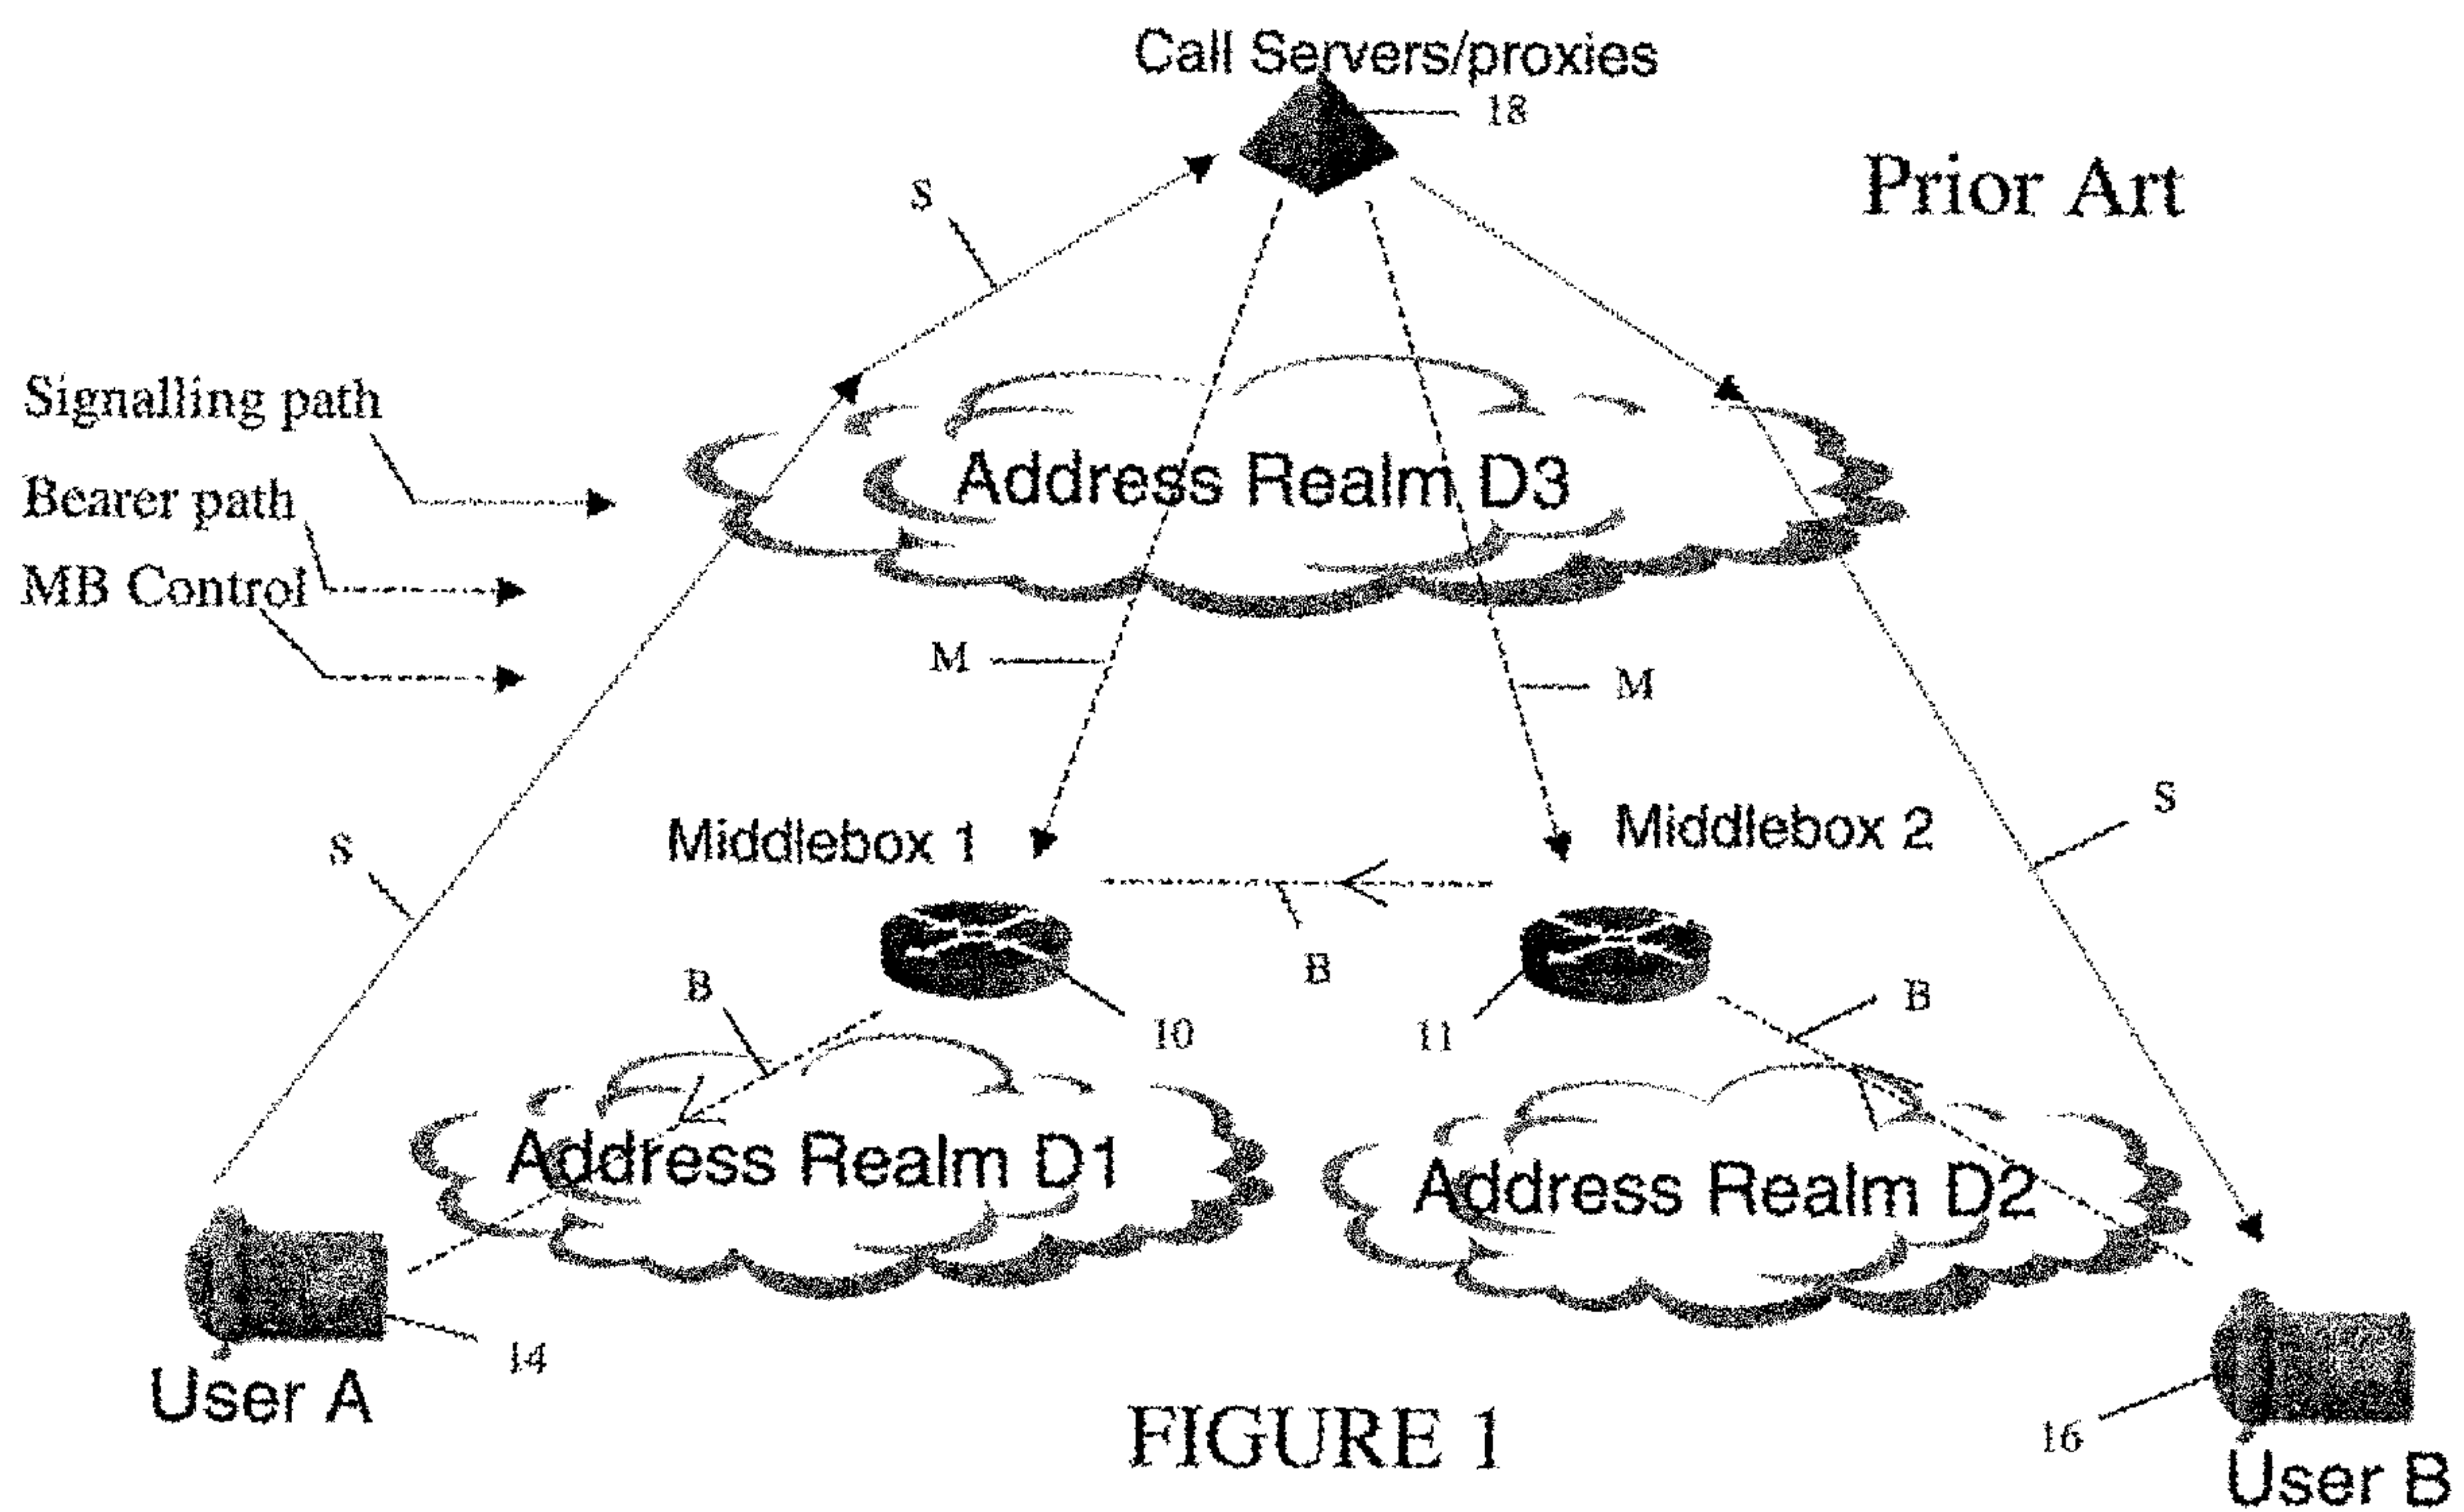 Call Servers/proxies
18
Prior Art
S
Signalling path
Address Realm D3
Bearer path
MB Control
M
M
S
Middlebox 1
Middlebox 2
S
B
B
B
10
11
Address Realm D1
Address Realm D2
14
User A
16
FIGURE 1
User B